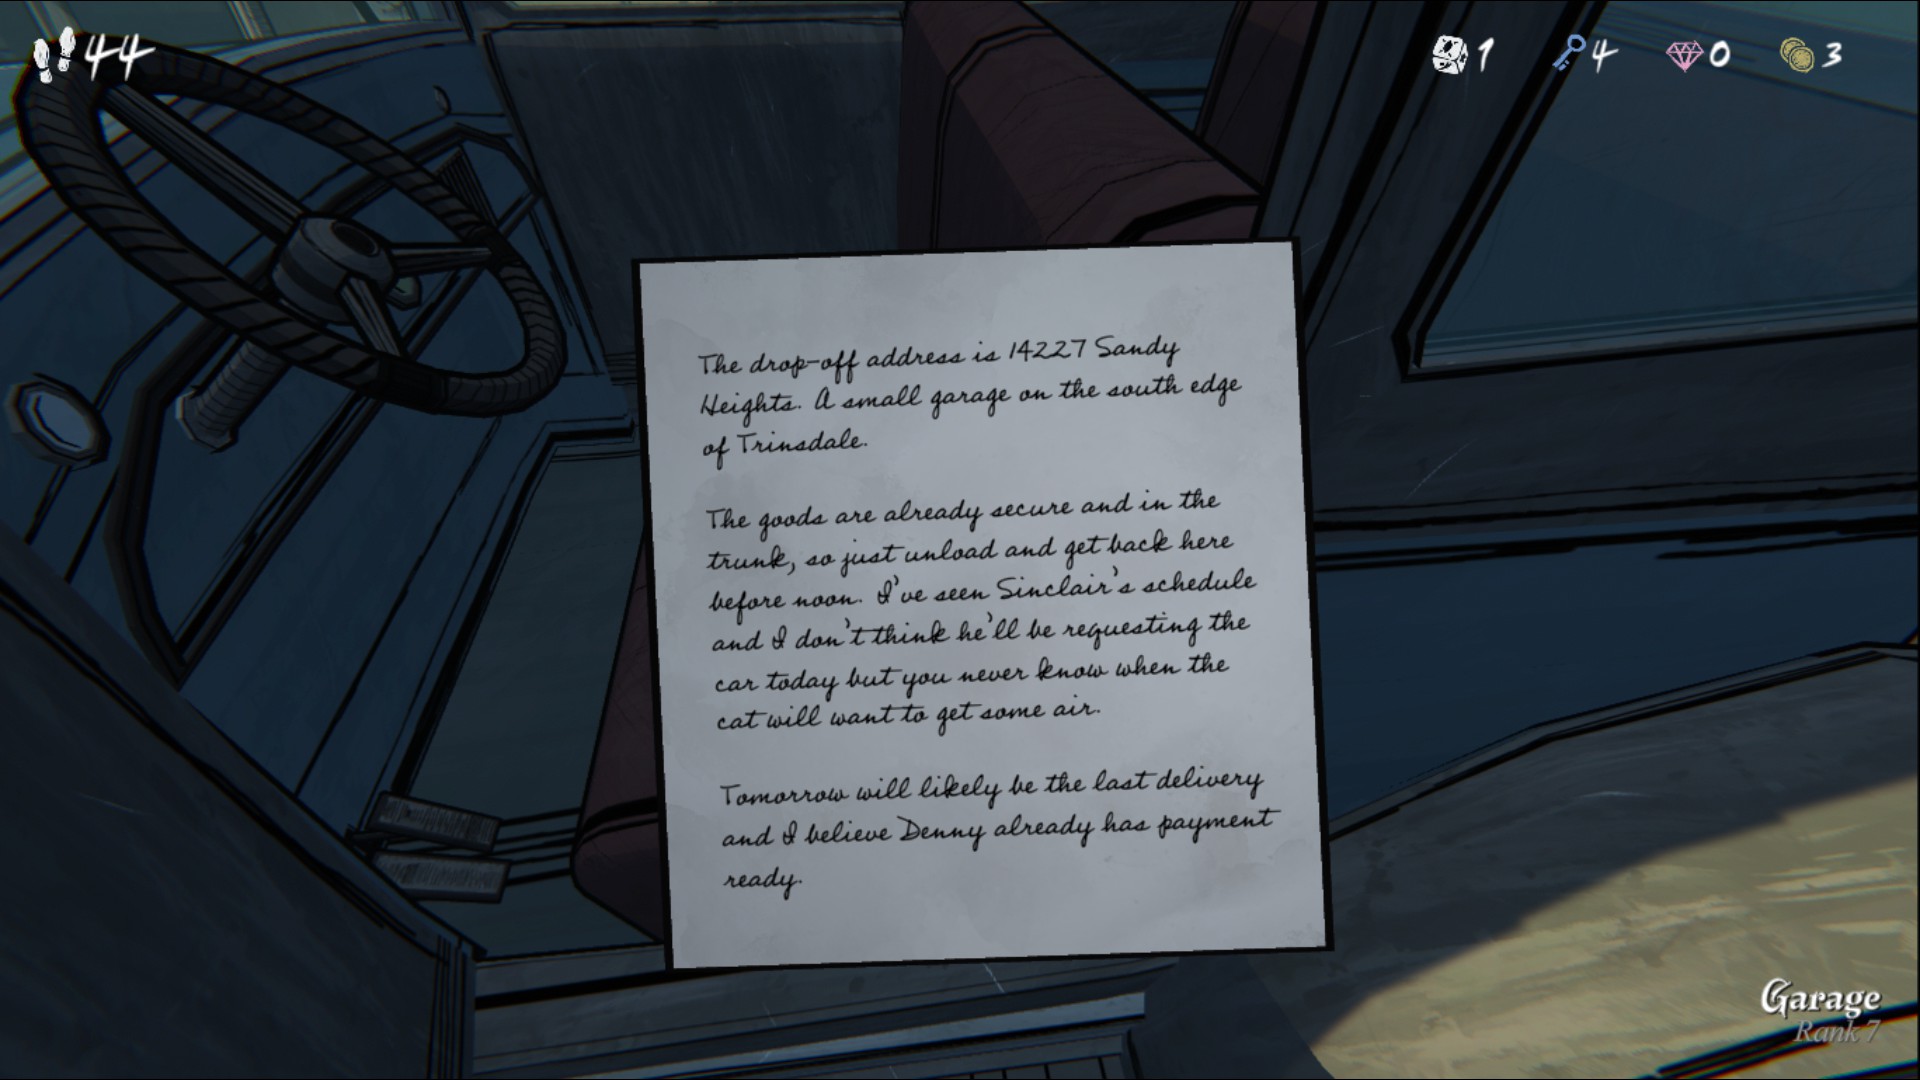 44
1 4 0 3
The drop-off address is 14227 Sandy
Heights. A small garage on the south edge
of Trinsdale.
The goods are already secure and in the
trunk, so just unload and get back here
before noon. I've seen Sinclair's schedule
and I don't think he'll be requesting the
car today but you never know when the
cat will want to get some air.
Tomorrow will likely be the last delivery
and I believe Denny already has payment
ready.
Garage
Rank 7